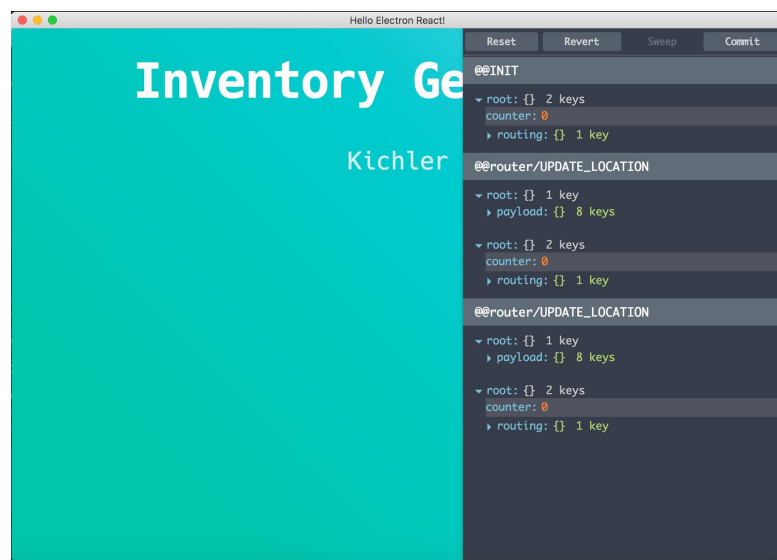 Hello Electron React!
Inventory Ge
Kichler
Reset Revert Sweep Commit
@@INIT
root: {} 2 keys
counter: 0
routing: {} 1 key
@@router/UPDATE_LOCATION
root: {} 1 key
payload: {} 8 keys
root: {} 2 keys
counter: 0
routing: {} 1 key
@@router/UPDATE_LOCATION
root: {} 1 key
payload: {} 8 keys
root: {} 2 keys
counter: 0
routing: {} 1 key